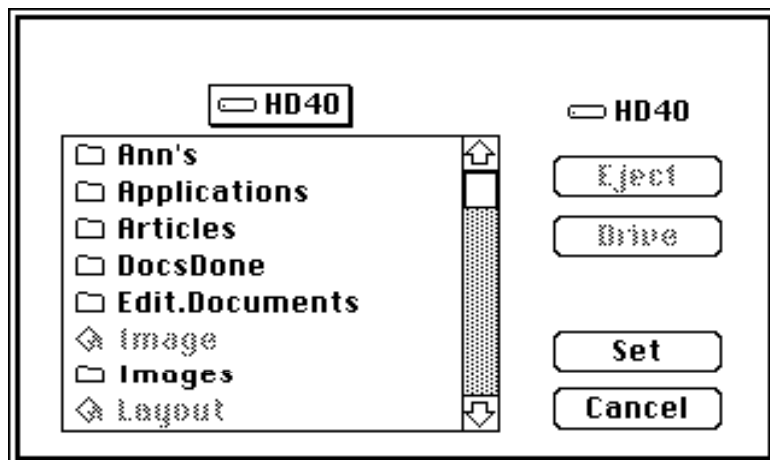 HD40
HD40
Ann's
Applications
Articles
DocsDone
Edit.Documents
Image
Images
Layout
Eject
Drive
Set
Cancel